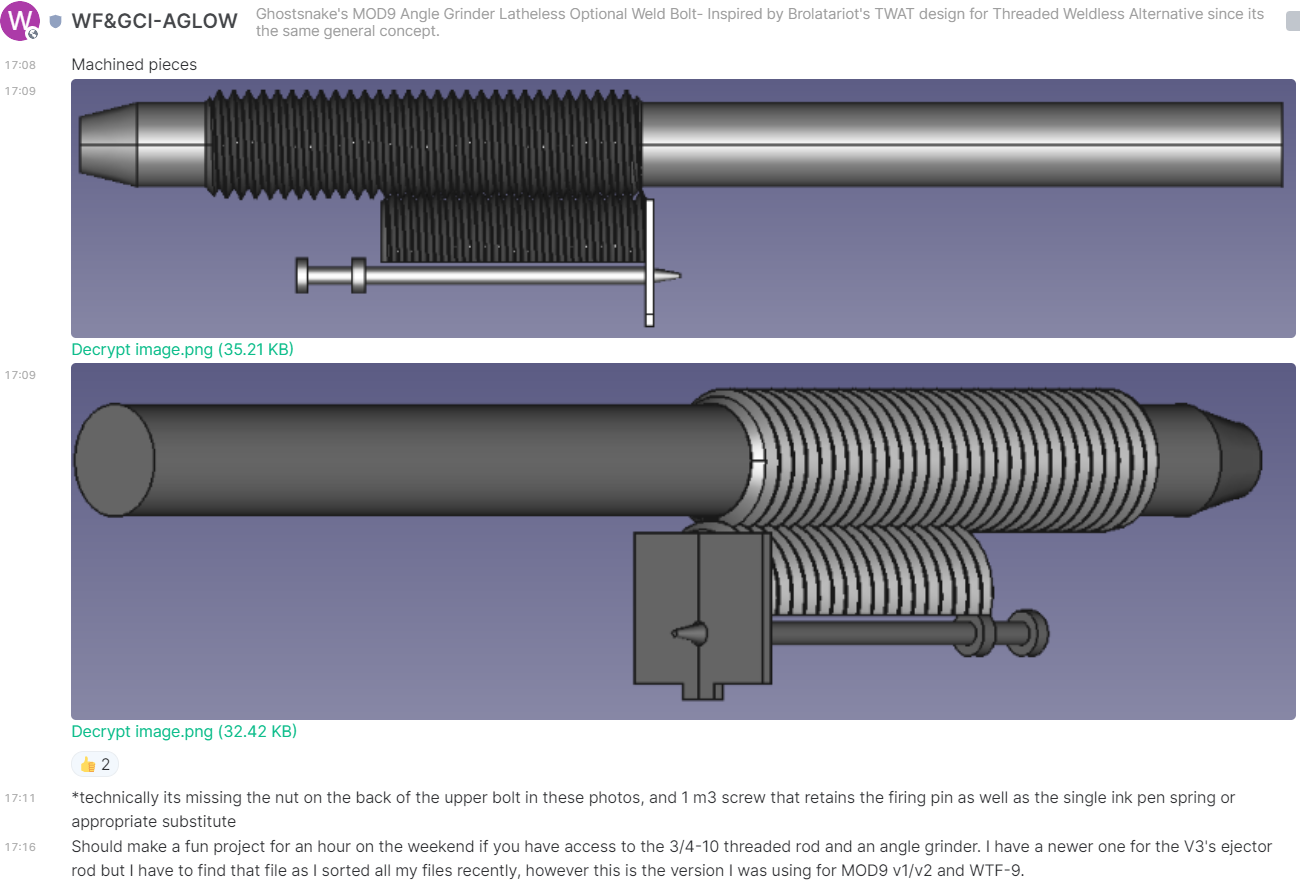 W
WF&GCI-AGLOW
Ghostsnake's MOD9 Angle Grinder Latheless Optional Weld Bolt- Inspired by Brolatariot's TWAT design for Threaded Weldless Alternative since its
the same general concept.
17:08
Machined pieces
17:09
Decrypt image.png (35.21 KB)
17:09
Decrypt image.png (32.42 KB)
👍 2
17:11
*technically its missing the nut on the back of the upper bolt in these photos, and 1 m3 screw that retains the firing pin as well as the single ink pen spring or
appropriate substitute
17:16
Should make a fun project for an hour on the weekend if you have access to the 3/4-10 threaded rod and an angle grinder. I have a newer one for the V3's ejector
rod but I have to find that file as I sorted all my files recently, however this is the version I was using for MOD9 v1/v2 and WTF-9.